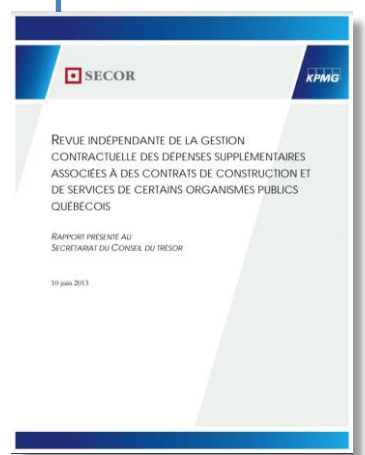 SECOR
KPMG
REVUE INDÉPENDANTE DE LA GESTION
CONTRACTUELLE DES DÉPENSES SUPPLÉMENTAIRES
ASSOCIÉES À DES CONTRATS DE CONSTRUCTION ET
DE SERVICES DE CERTAINS ORGANISMES PUBLICS
QUÉBÉCOIS
RAPPORT PRÉSENTÉ AU
SECRÉTARIAT DU CONSEIL DU TRÉSOR
10 juin 2013